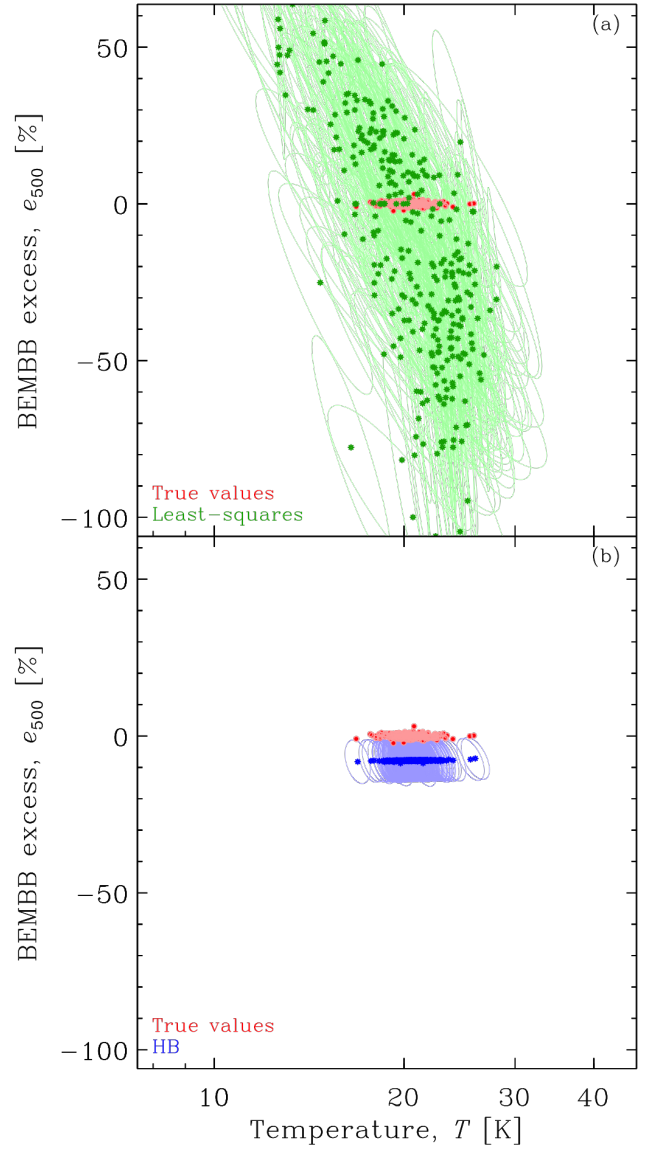 (a)
50
0
−50
−100
BEMBB excess, e500 [%]
True values
Least−squares
(b)
50
0
−50
−100
BEMBB excess, e500 [%]
True values
HB
10 20 30 40
Temperature, T [K]